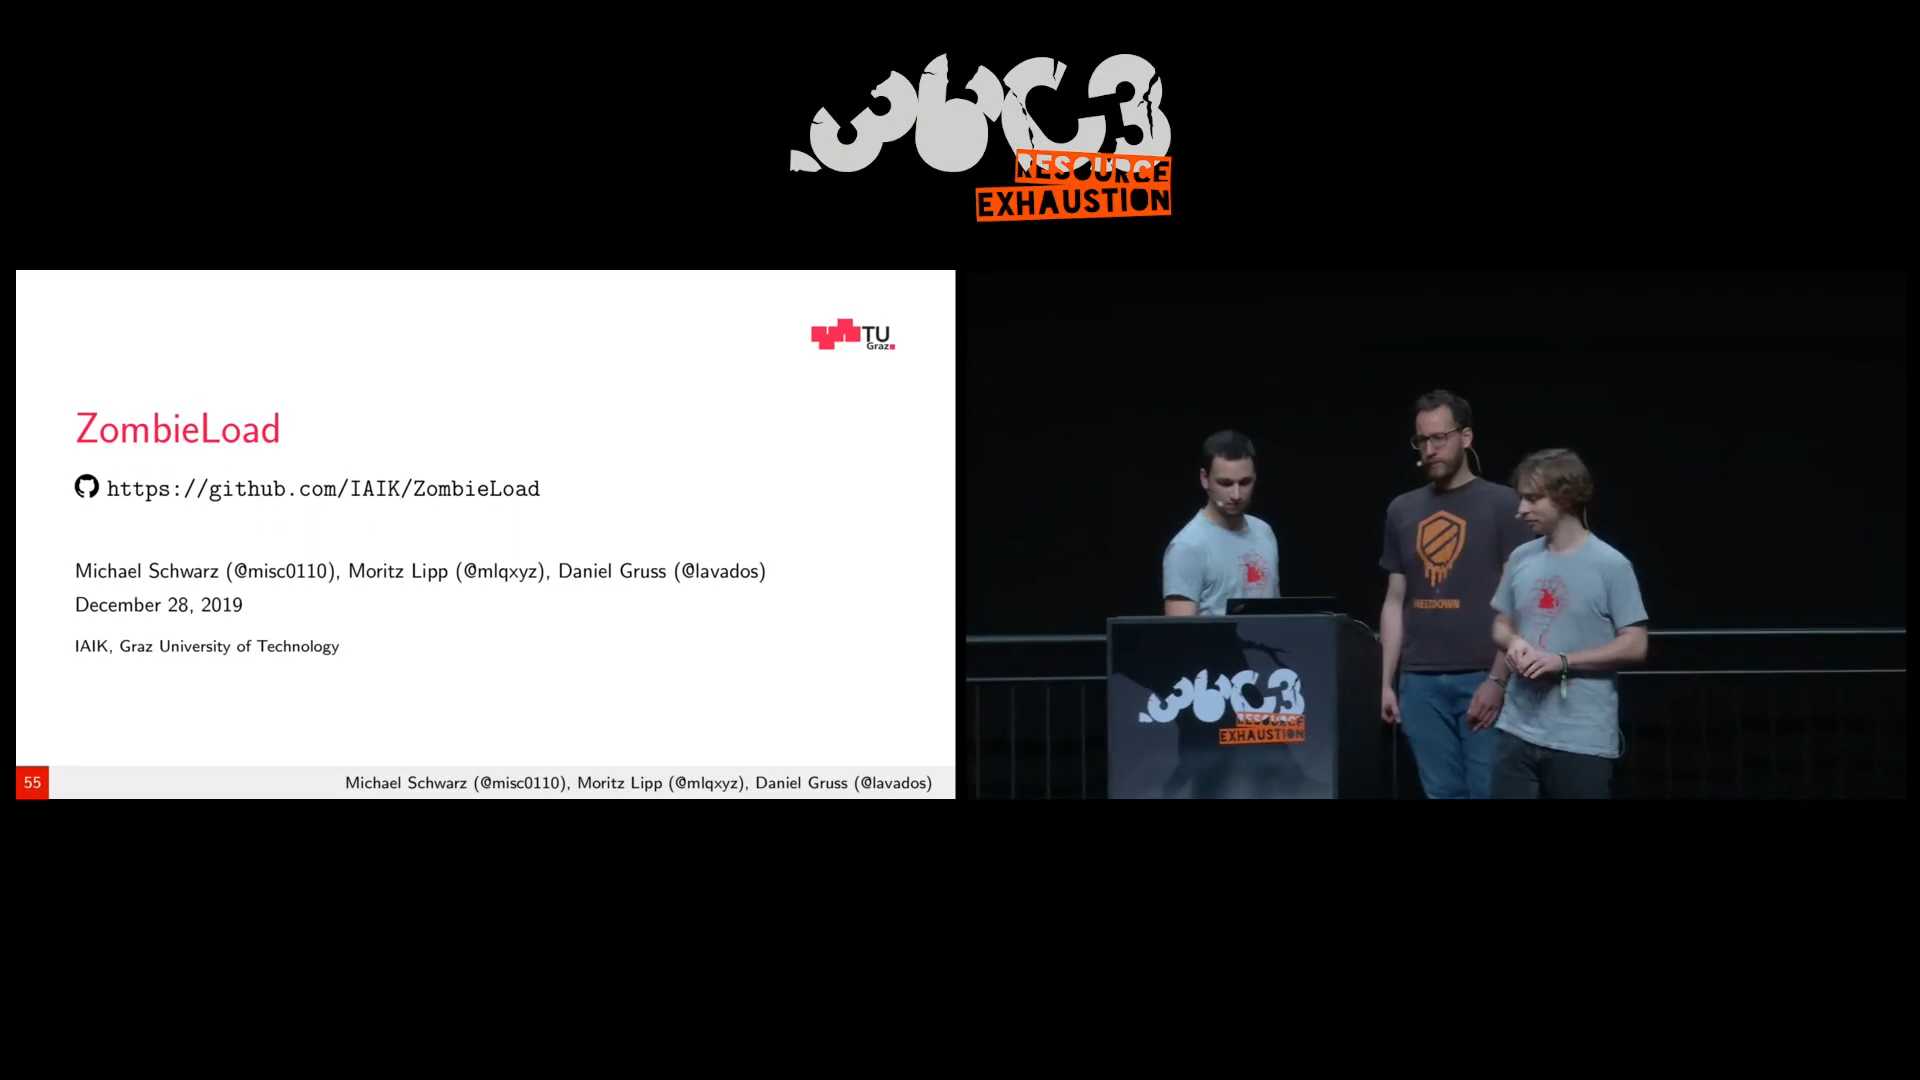 36C3
RESOURCE
EXHAUSTION
TU
Graz
ZombieLoad
https://github.com/IAIK/ZombieLoad
Michael Schwarz (@misc0110), Moritz Lipp (@mlqxyz), Daniel Gruss (@lavados)
December 28, 2019
IAIK, Graz University of Technology
55
Michael Schwarz (@misc0110), Moritz Lipp (@mlqxyz), Daniel Gruss (@lavados)
MELTDOWN
36C3
RESOURCE
EXHAUSTION